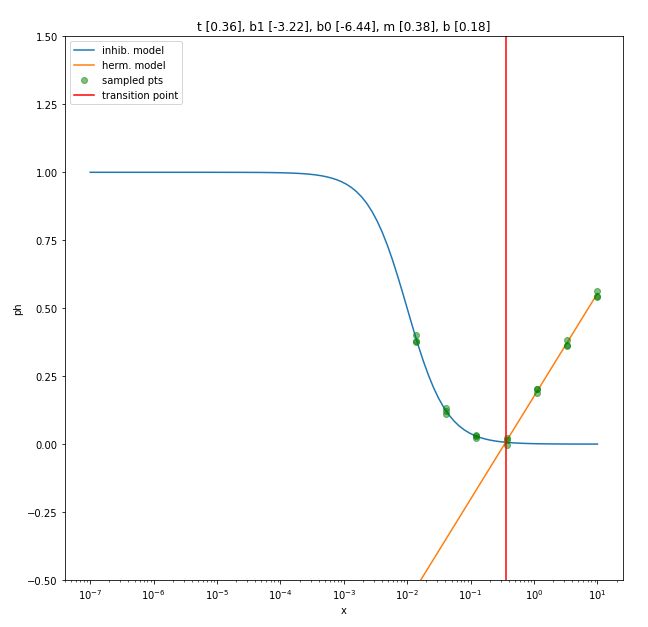 t [0.36], b1 [-3.22], b0 [-6.44], m [0.38], b [0.18]
inhib. model
herm. model
sampled pts
transition point
1.50
1.25
1.00
0.75
0.50
0.25
0.00
−0.25
−0.50
ph
10⁻⁷ 10⁻⁶ 10⁻⁵ 10⁻⁴ 10⁻³ 10⁻² 10⁻¹ 10⁰ 10¹
x